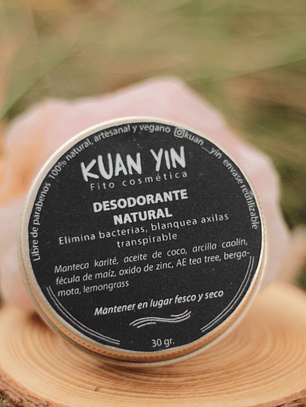 Libre de parabenos 100% natural, artesanal y vegano @kuan__yin envase reutilizable
KUAN YIN
Fito cosmética
DESODORANTE
NATURAL
Elimina bacterias, blanquea axilas
transpirable
Manteca karité, aceite de coco, arcilla caolín,
fécula de maíz, oxido de zinc, AE tea tree, berga-
mota, lemongrass
Mantener en lugar fesco y seco
30 gr.